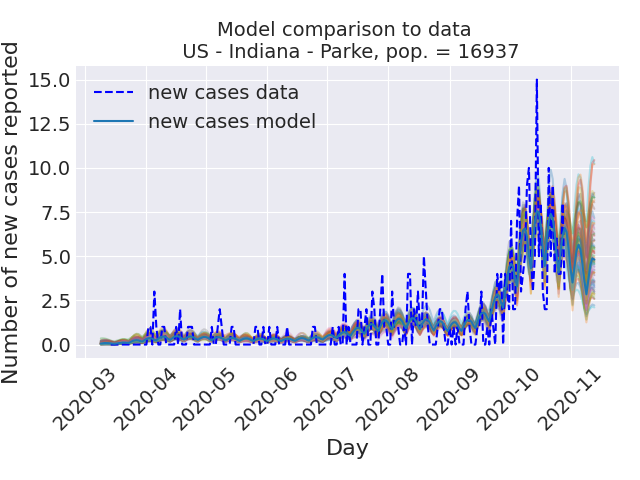 Model comparison to data
US - Indiana - Parke, pop. = 16937
Number of new cases reported
15.0
12.5
10.0
7.5
5.0
2.5
0.0
new cases data
new cases model
2020-03
2020-04
2020-05
2020-06
2020-07
2020-08
2020-09
2020-10
2020-11
Day